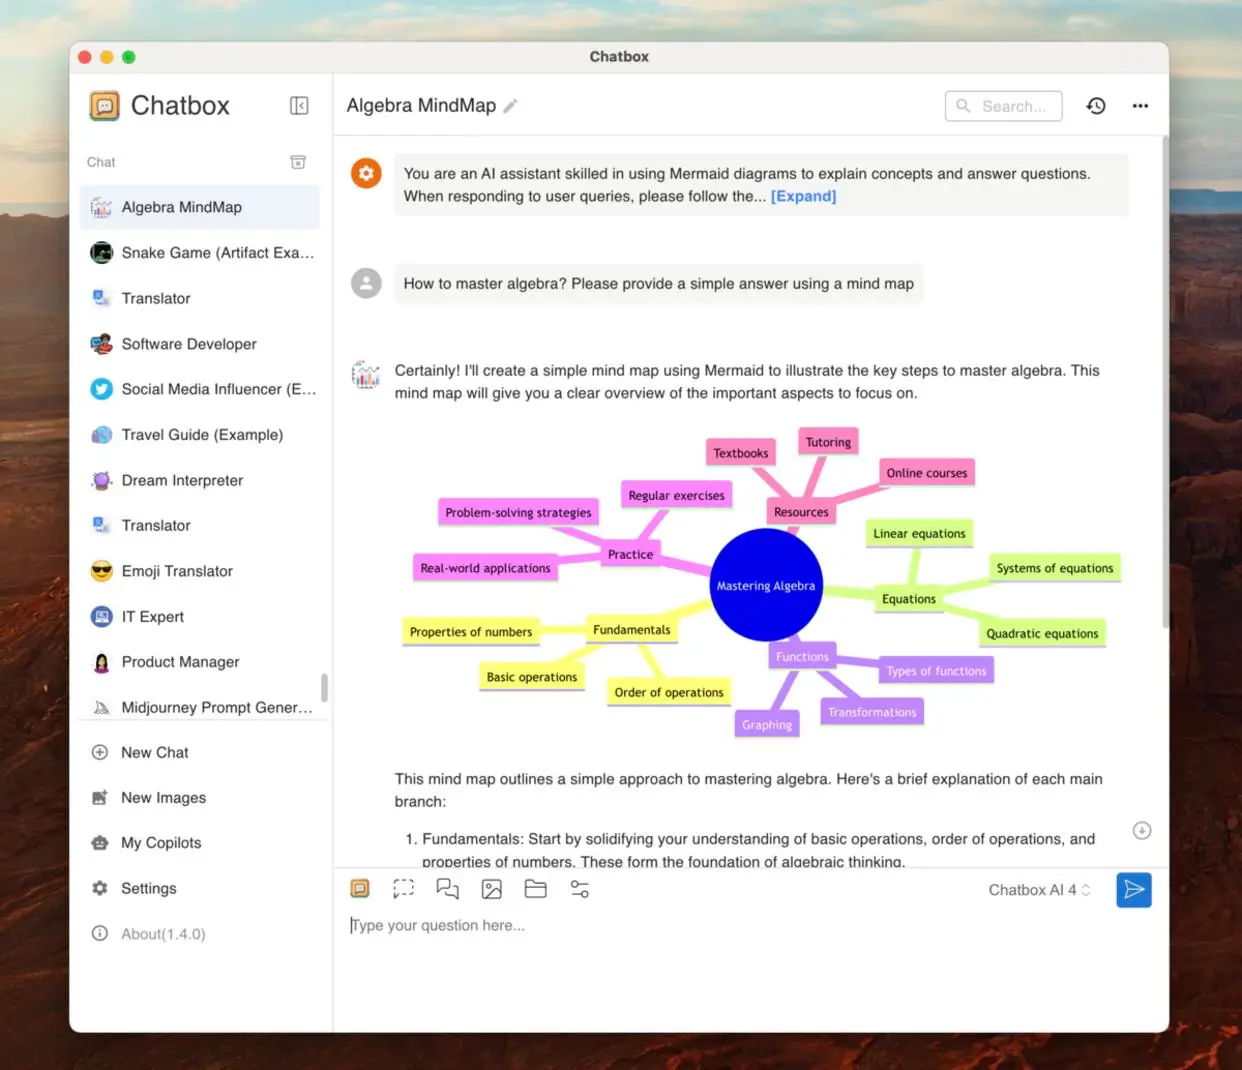 Chatbox
Chatbox
Chat
Algebra MindMap
Snake Game (Artifact Exa...
Translator
Software Developer
Social Media Influencer (E...
Travel Guide (Example)
Dream Interpreter
Translator
Emoji Translator
IT Expert
Product Manager
Midjourney Prompt Gener...
New Chat
New Images
My Copilots
Settings
About(1.4.0)
Algebra MindMap
Search...
You are an AI assistant skilled in using Mermaid diagrams to explain concepts and answer questions.
When responding to user queries, please follow the... [Expand]
How to master algebra? Please provide a simple answer using a mind map
Certainly! I'll create a simple mind map using Mermaid to illustrate the key steps to master algebra. This
mind map will give you a clear overview of the important aspects to focus on.
Textbooks
Tutoring
Online courses
Resources
Regular exercises
Problem-solving strategies
Practice
Real-world applications
Linear equations
Systems of equations
Equations
Quadratic equations
Mastering Algebra
Properties of numbers
Fundamentals
Basic operations
Order of operations
Functions
Types of functions
Transformations
Graphing
This mind map outlines a simple approach to mastering algebra. Here's a brief explanation of each main
branch:
1. Fundamentals: Start by solidifying your understanding of basic operations, order of operations, and
properties of numbers. These form the foundation of algebraic thinking.
Chatbox AI 4
Type your question here...